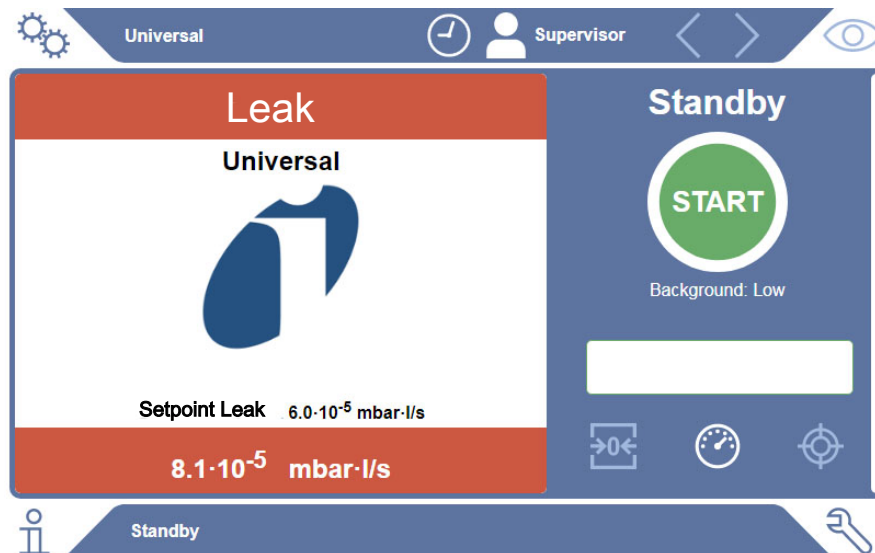 Universal
Supervisor
Leak
Universal
Setpoint Leak 6.0·10⁻⁵ mbar·l/s
8.1·10⁻⁵ mbar·l/s
Standby
START
Background: Low
→0←
Standby